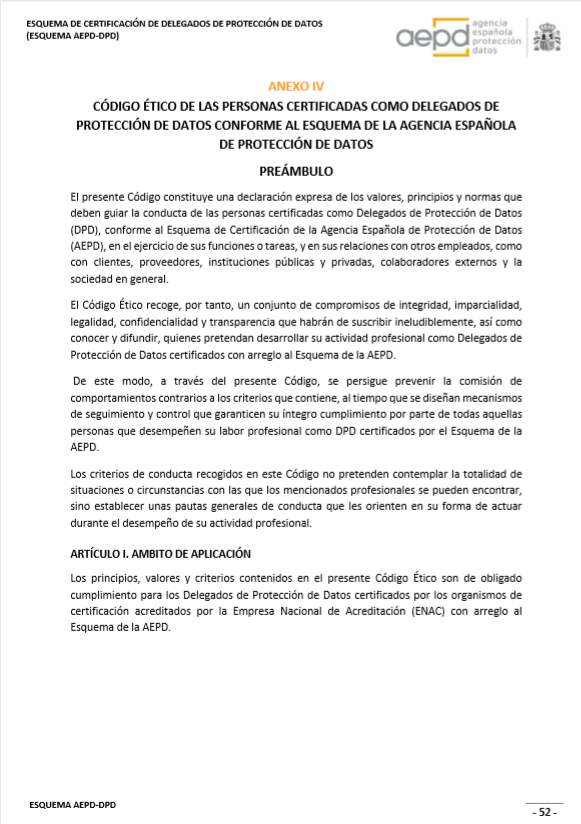 ESQUEMA DE CERTIFICACIÓN DE DELEGADOS DE PROTECCIÓN DE DATOS
(ESQUEMA AEPD-DPD)
aepd
agencia
española
protección
datos
ANEXO IV
CÓDIGO ÉTICO DE LAS PERSONAS CERTIFICADAS COMO DELEGADOS DE
PROTECCIÓN DE DATOS CONFORME AL ESQUEMA DE LA AGENCIA ESPAÑOLA
DE PROTECCIÓN DE DATOS
PREÁMBULO
El presente Código constituye una declaración expresa de los valores, principios y normas que
deben guiar la conducta de las personas certificadas como Delegados de Protección de Datos
(DPD), conforme al Esquema de Certificación de la Agencia Española de Protección de Datos
(AEPD), en el ejercicio de sus funciones o tareas, y en sus relaciones con otros empleados, como
con clientes, proveedores, instituciones públicas y privadas, colaboradores externos y la
sociedad en general.
El Código Ético recoge, por tanto, un conjunto de compromisos de integridad, imparcialidad,
legalidad, confidencialidad y transparencia que habrán de suscribir ineludiblemente, así como
conocer y difundir, quienes pretendan desarrollar su actividad profesional como Delegados de
Protección de Datos certificados con arreglo al Esquema de la AEPD.
De este modo, a través del presente Código, se persigue prevenir la comisión de
comportamientos contrarios a los criterios que contiene, al tiempo que se diseñan mecanismos
de seguimiento y control que garanticen su íntegro cumplimiento por parte de todas aquellas
personas que desempeñen su labor profesional como DPD certificados por el Esquema de la
AEPD.
Los criterios de conducta recogidos en este Código no pretenden contemplar la totalidad de
situaciones o circunstancias con las que los mencionados profesionales se pueden encontrar,
sino establecer unas pautas generales de conducta que les orienten en su forma de actuar
durante el desempeño de su actividad profesional.
ARTÍCULO I. AMBITO DE APLICACIÓN
Los principios, valores y criterios contenidos en el presente Código Ético son de obligado
cumplimiento para los Delegados de Protección de Datos certificados por los organismos de
certificación acreditados por la Empresa Nacional de Acreditación (ENAC) con arreglo al
Esquema de la AEPD.
ESQUEMA AEPD-DPD
- 52 -